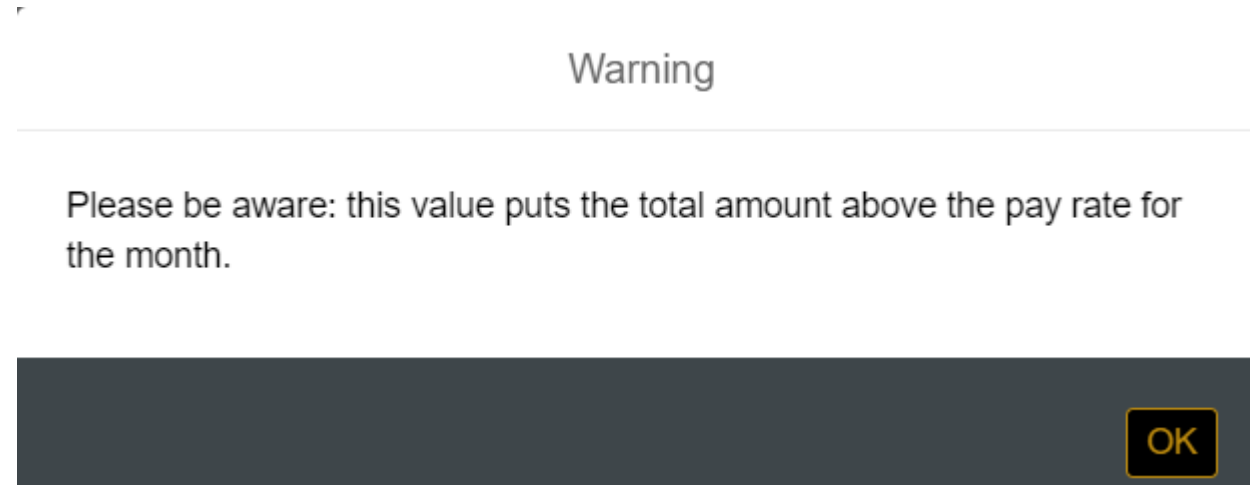 Warning
Please be aware: this value puts the total amount above the pay rate for
the month.
OK